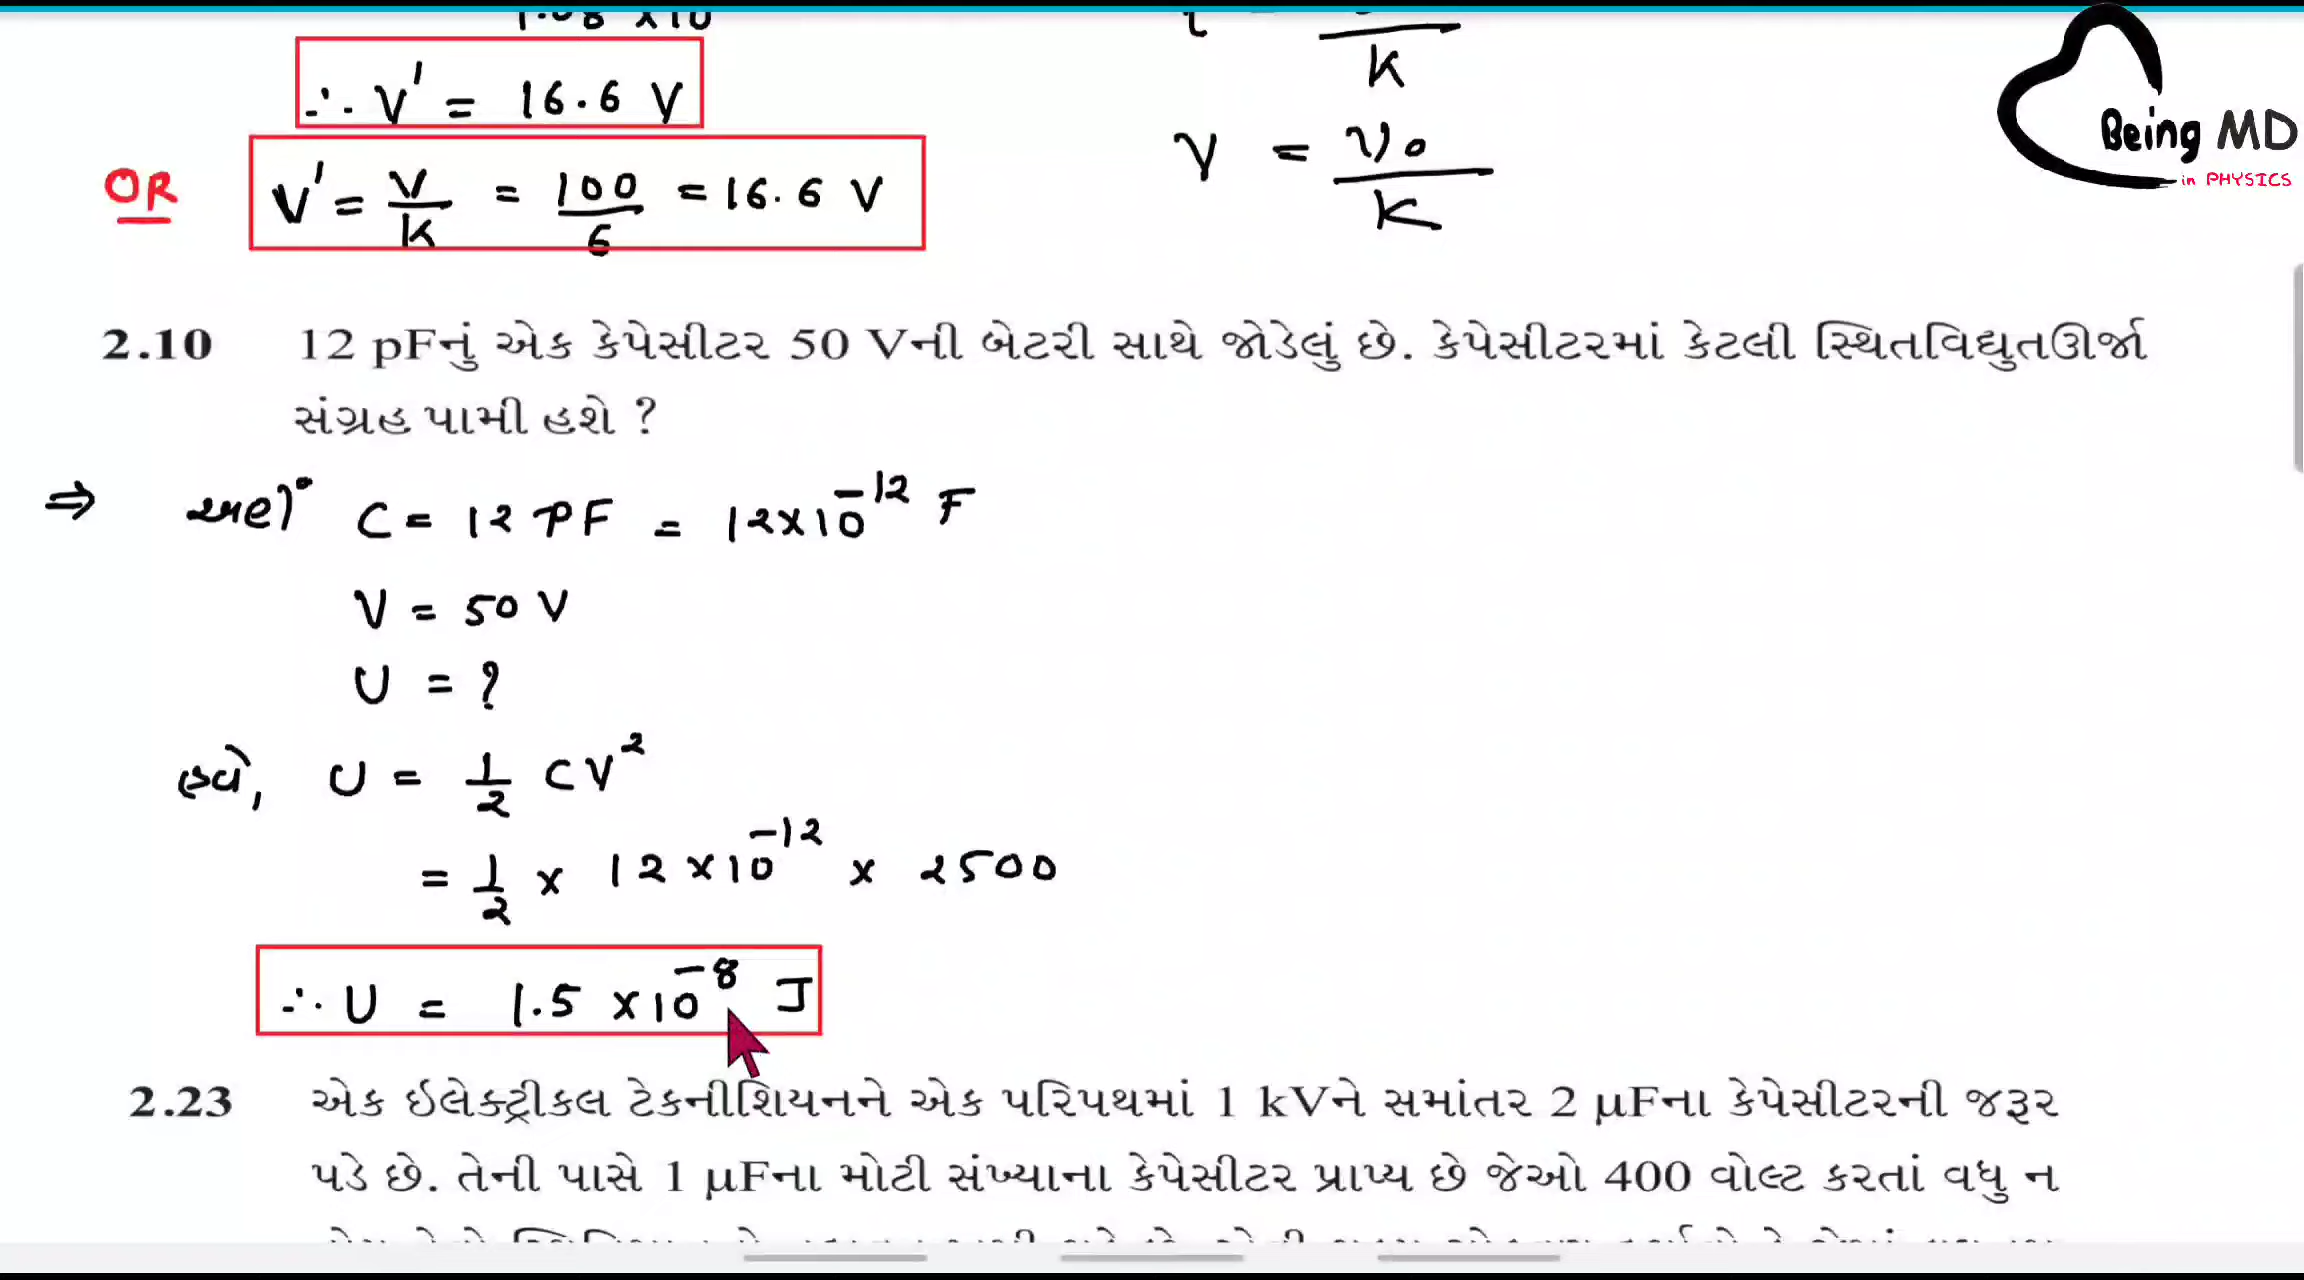 ∴ V' = 16.6 V
OR V' = V/K = 100/6 = 16.6 V
K
V = V₀/K
Being MD
in PHYSICS
2.10 12 pFનું એક કેપેસીટર 50 Vની બેટરી સાથે જોડેલું છે. કેપેસીટરમાં કેટલી સ્થિતવિદ્યુતઊર્જા
સંગ્રહ પામી હશે ?
⇒ અહીં C = 12 PF = 12×10⁻¹² F
V = 50 V
U = ?
હવે, U = 1/2 CV²
= 1/2 × 12×10⁻¹² × 2500
∴ U = 1.5 ×10⁻⁸ J
2.23 એક ઇલેક્ટ્રીકલ ટેકનીશિયનને એક પરિપથમાં 1 kVને સમાંતર 2 μFના કેપેસીટરની જરૂર
પડે છે. તેની પાસે 1 μFના મોટી સંખ્યાના કેપેસીટર પ્રાપ્ય છે જેઓ 400 વોલ્ટ કરતાં વધુ ન